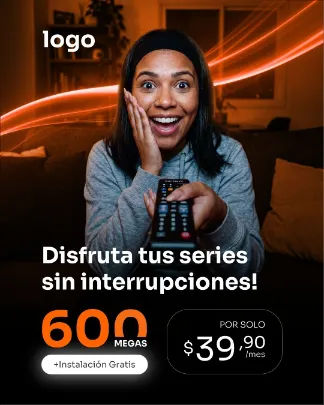 logo
Disfruta tus series
sin interrupciones!
600
MEGAS
+Instalación Gratis
POR SOLO
$39,90
/mes